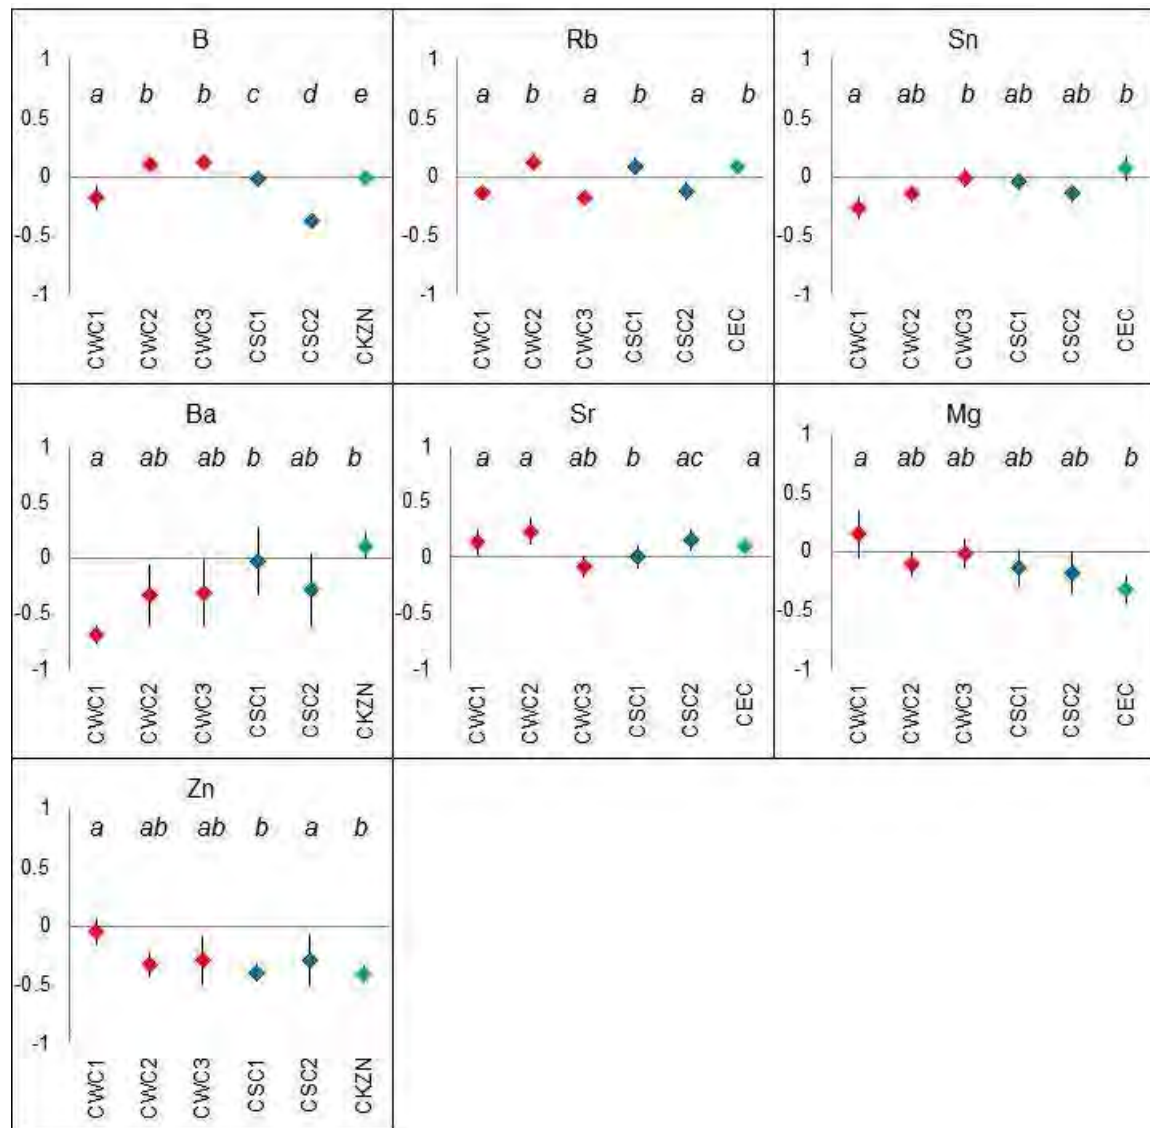 B
1
a b b c d e
0.5
0
-0.5
-1
CWC1 CWC2 CWC3 CSC1 CSC2 CKZN
Rb
1
a b a b a b
0.5
0
-0.5
-1
CWC1 CWC2 CWC3 CSC1 CSC2 CEC
Sn
1
a ab b ab ab b
0.5
0
-0.5
-1
CWC1 CWC2 CWC3 CSC1 CSC2 CEC
Ba
1
a ab ab b ab b
0.5
0
-0.5
-1
CWC1 CWC2 CWC3 CSC1 CSC2 CKZN
Sr
1
a a ab b ac a
0.5
0
-0.5
-1
CWC1 CWC2 CWC3 CSC1 CSC2 CEC
Mg
1
a ab ab ab ab b
0.5
0
-0.5
-1
CWC1 CWC2 CWC3 CSC1 CSC2 CEC
Zn
1
a ab ab b a b
0.5
0
-0.5
-1
CWC1 CWC2 CWC3 CSC1 CSC2 CKZN